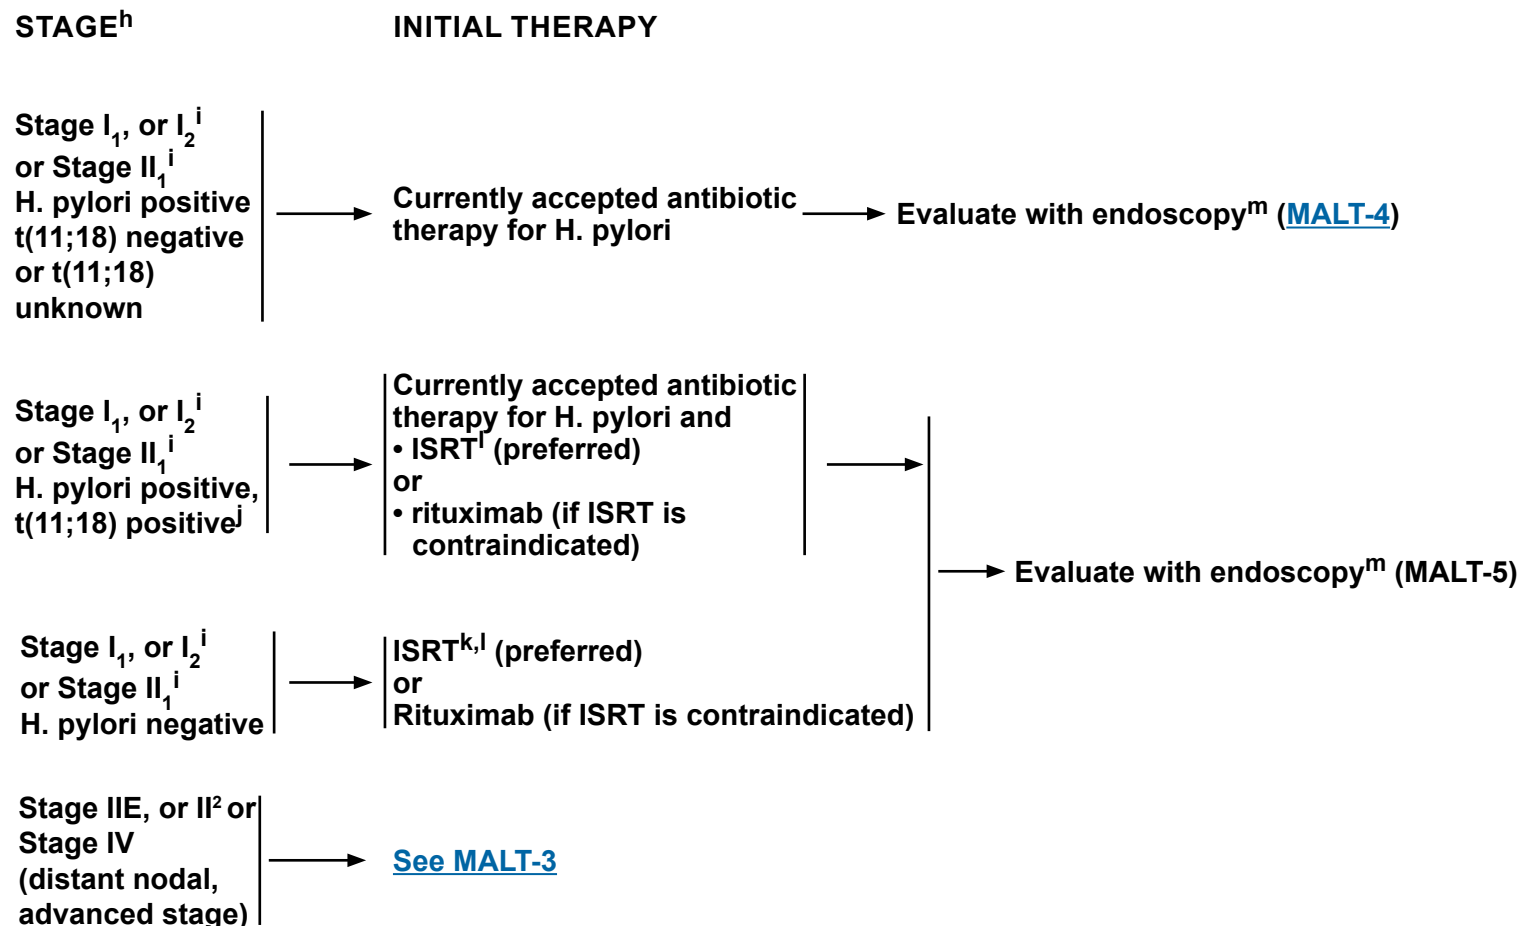 STAGEʰ INITIAL THERAPY
Stage I₁, or I₂ⁱ
or Stage II₁ⁱ
H. pylori positive
t(11;18) negative
or t(11;18)
unknown
Currently accepted antibiotic
therapy for H. pylori
Evaluate with endoscopyᵐ (MALT-4)
Stage I₁, or I₂ⁱ
or Stage II₁ⁱ
H. pylori positive,
t(11;18) positiveʲ
Currently accepted antibiotic
therapy for H. pylori and
• ISRTˡ (preferred)
or
• rituximab (if ISRT is
contraindicated)
Stage I₁, or I₂ⁱ
or Stage II₁ⁱ
H. pylori negative
ISRTᵏ,ˡ (preferred)
or
Rituximab (if ISRT is contraindicated)
Evaluate with endoscopyᵐ (MALT-5)
Stage IIE, or II² or
Stage IV
(distant nodal,
advanced stage)
See MALT-3